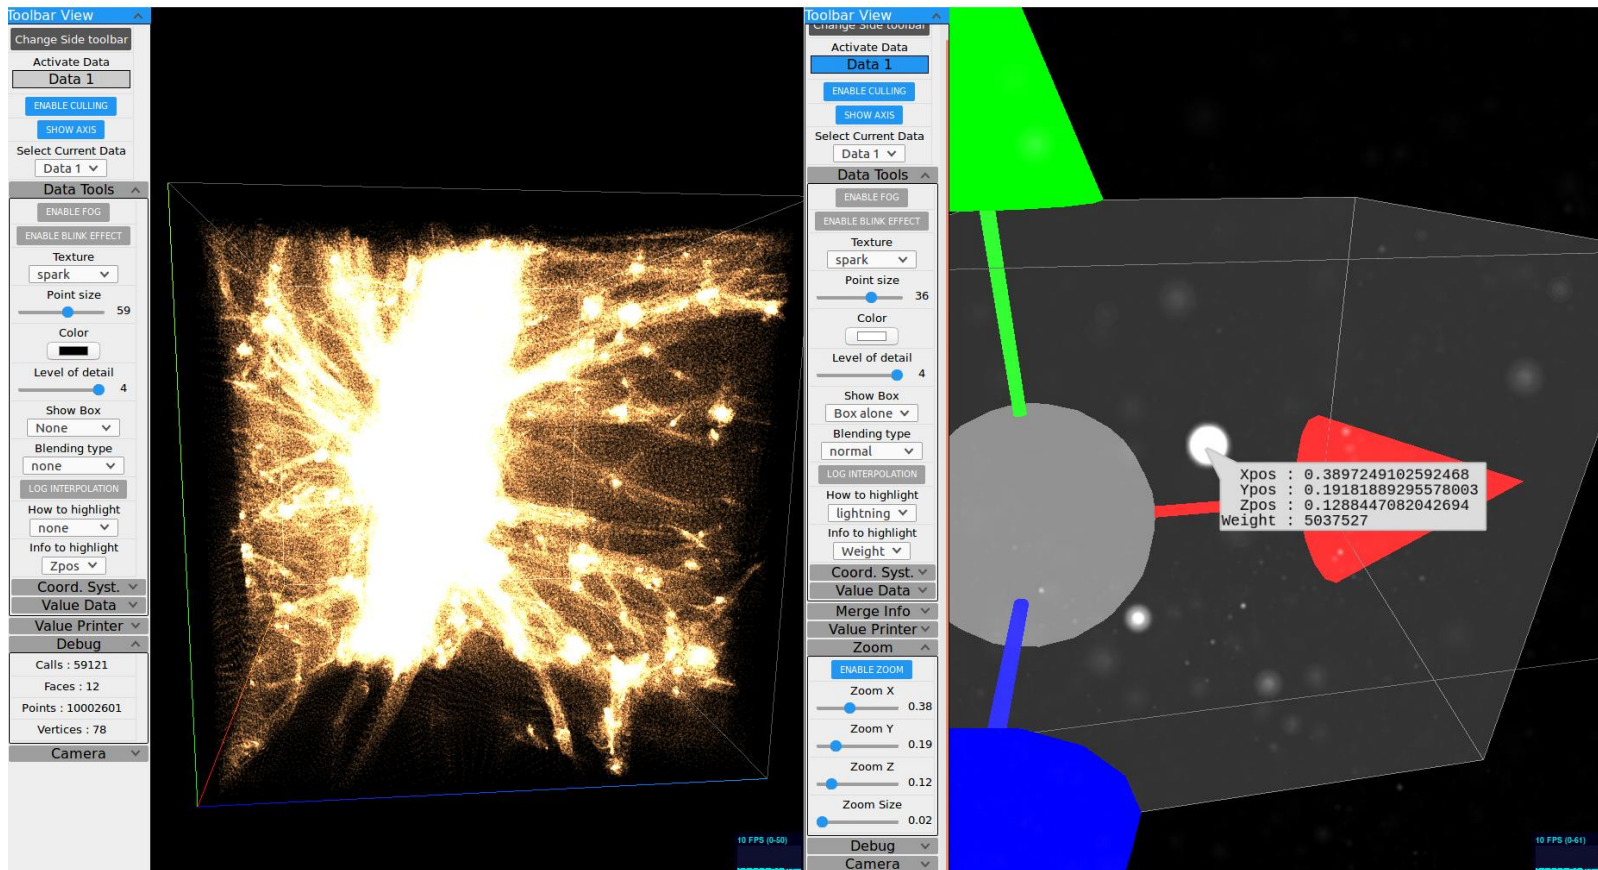 Toolbar View
Change Side toolbar
Activate Data
Data 1
ENABLE CULLING
SHOW AXIS
Select Current Data
Data 1
Data Tools
ENABLE FOG
ENABLE BLINK EFFECT
Texture
spark
Point size
59
Color
Level of detail
4
Show Box
None
Blending type
none
LOG INTERPOLATION
How to highlight
none
Info to highlight
Zpos
Coord. Syst.
Value Data
Value Printer
Debug
Calls : 59121
Faces : 12
Points : 10002601
Vertices : 78
Camera
10 FPS (0-50)
Toolbar View
Change Side toolbar
Activate Data
Data 1
ENABLE CULLING
SHOW AXIS
Select Current Data
Data 1
Data Tools
ENABLE FOG
ENABLE BLINK EFFECT
Texture
spark
Point size
36
Color
Level of detail
4
Show Box
Box alone
Blending type
normal
LOG INTERPOLATION
How to highlight
lightning
Info to highlight
Weight
Coord. Syst.
Value Data
Merge Info
Value Printer
Zoom
ENABLE ZOOM
Zoom X
0.38
Zoom Y
0.19
Zoom Z
0.12
Zoom Size
0.02
Debug
Camera
Xpos : 0.3897249102592468
Ypos : 0.19181889295578003
Zpos : 0.1288447082042694
Weight : 5037527
10 FPS (0-61)